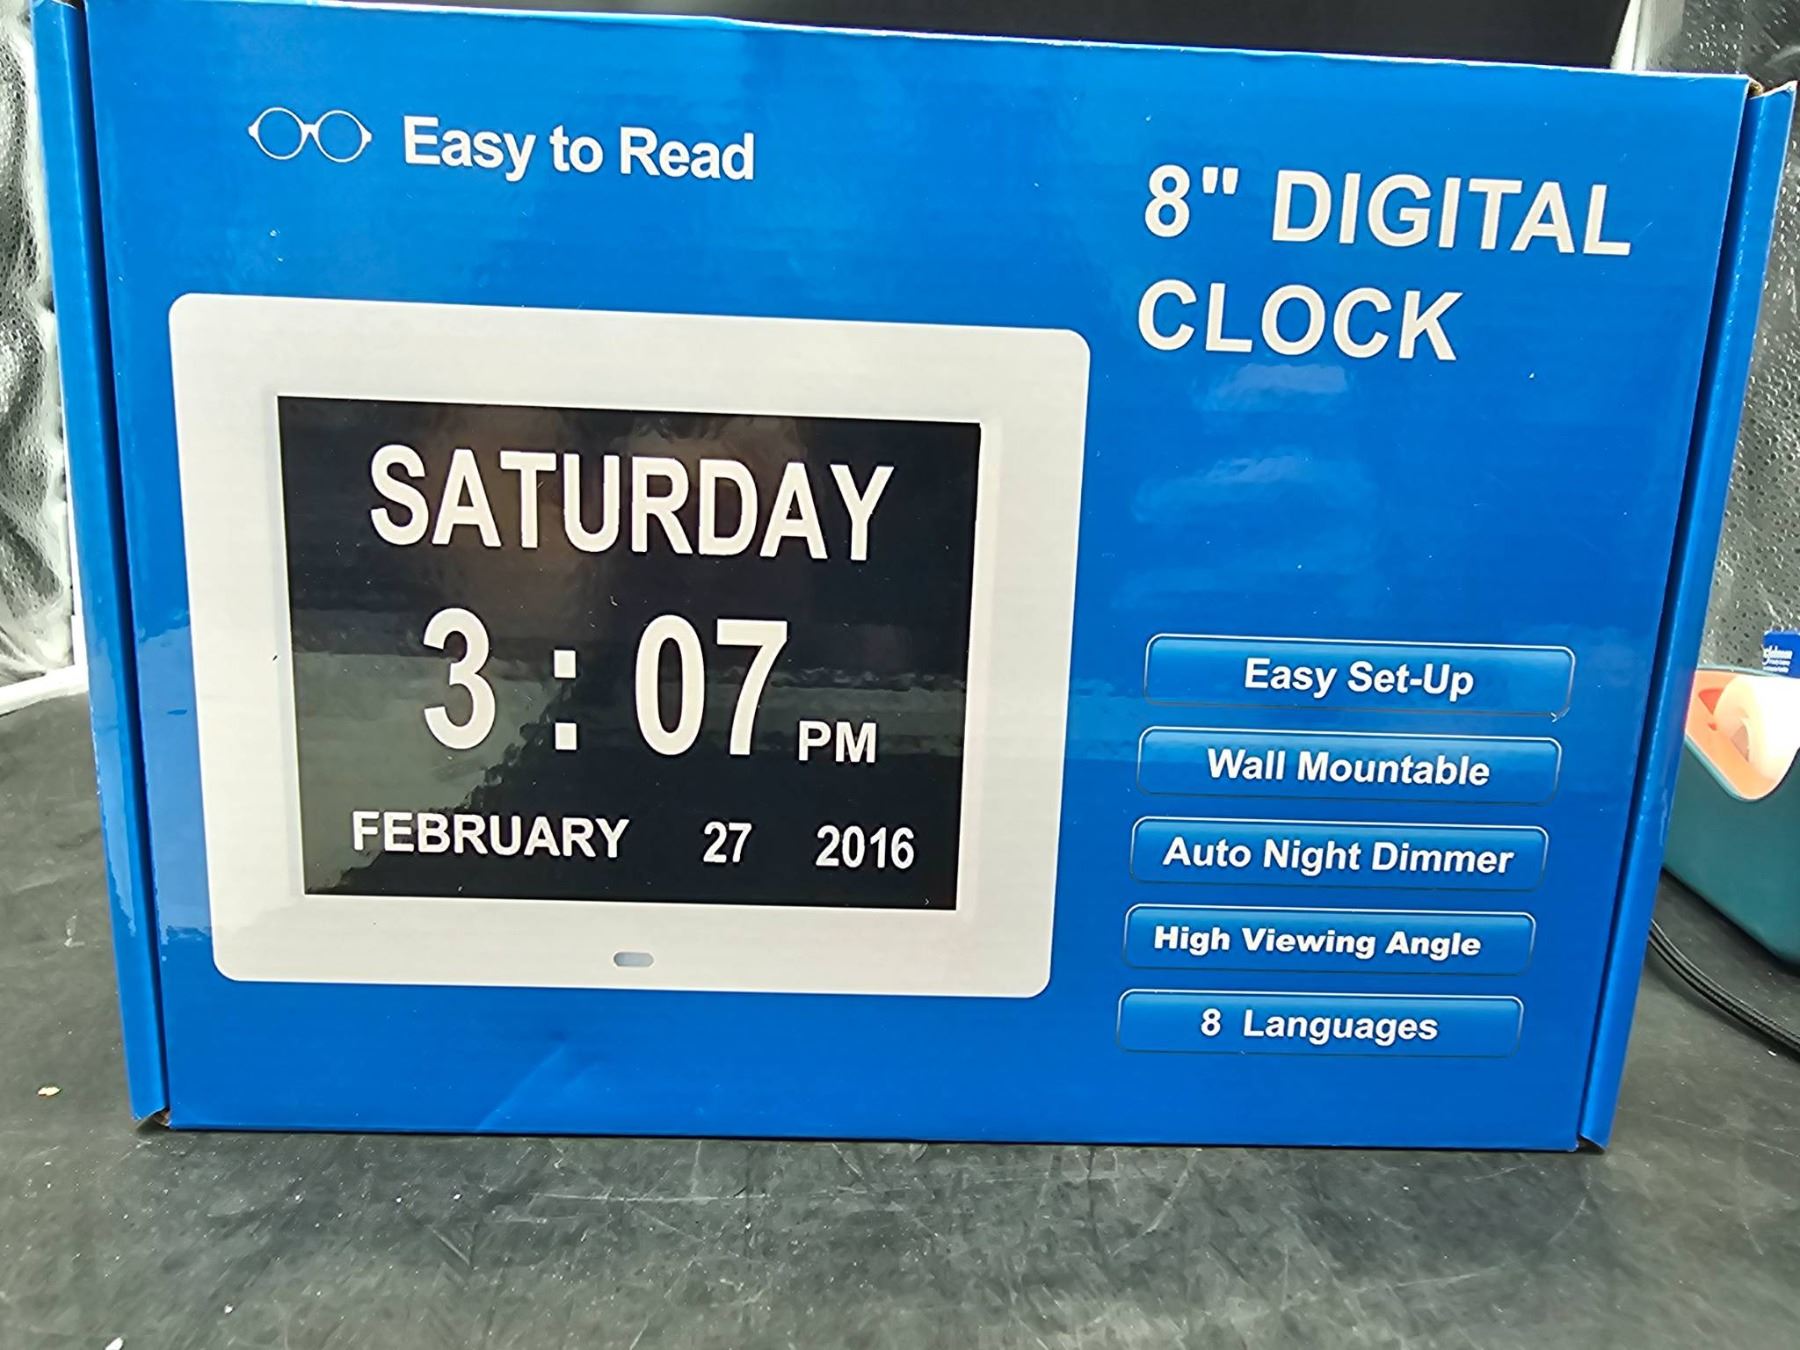 Easy to Read
8" DIGITAL
CLOCK
SATURDAY
3 : 07 PM
FEBRUARY 27 2016
Easy Set-Up
Wall Mountable
Auto Night Dimmer
High Viewing Angle
8 Languages